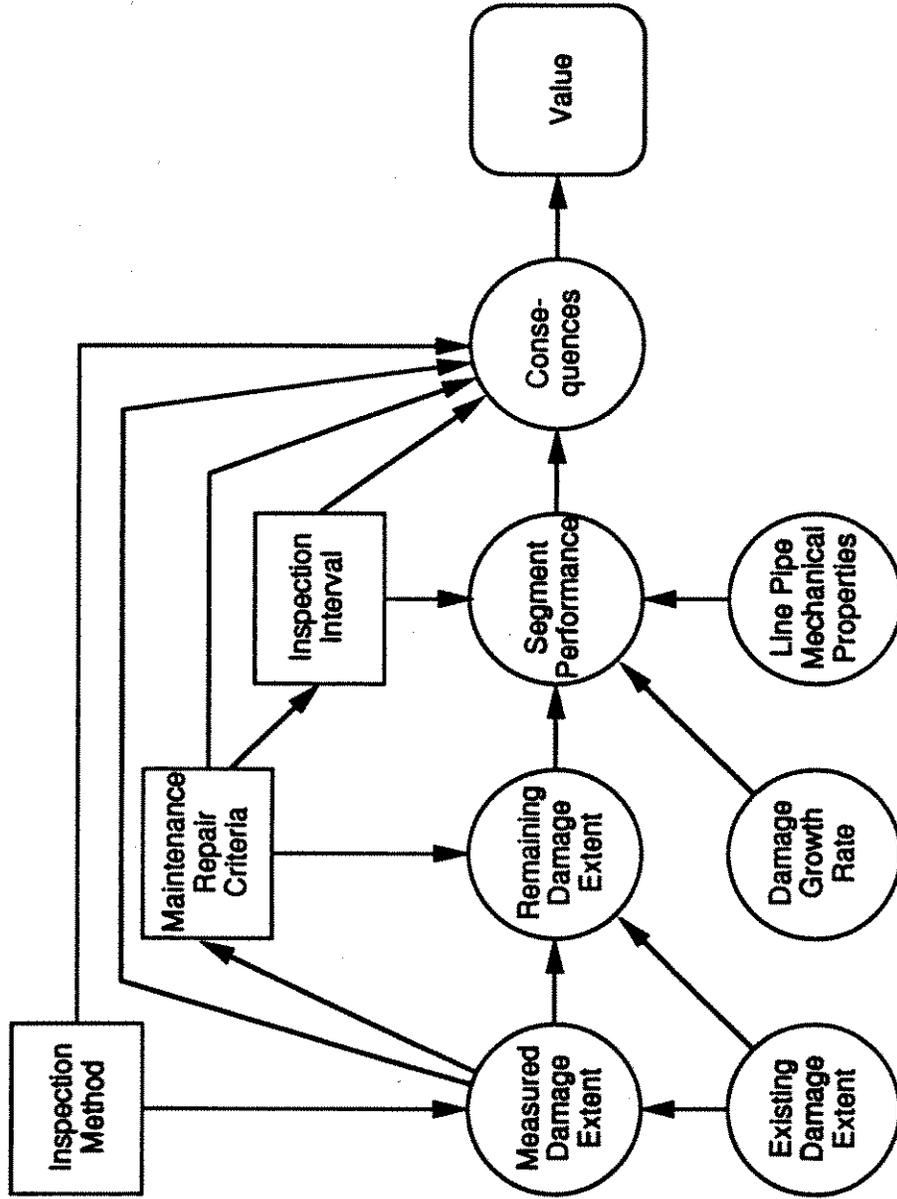 Inspection
Method
Maintenance
Repair
Criteria
Inspection
Interval
Measured
Damage
Extent
Remaining
Damage
Extent
Segment
Performance
Conse-
quences
Value
Existing
Damage
Extent
Damage
Growth
Rate
Line Pipe
Mechanical
Properties